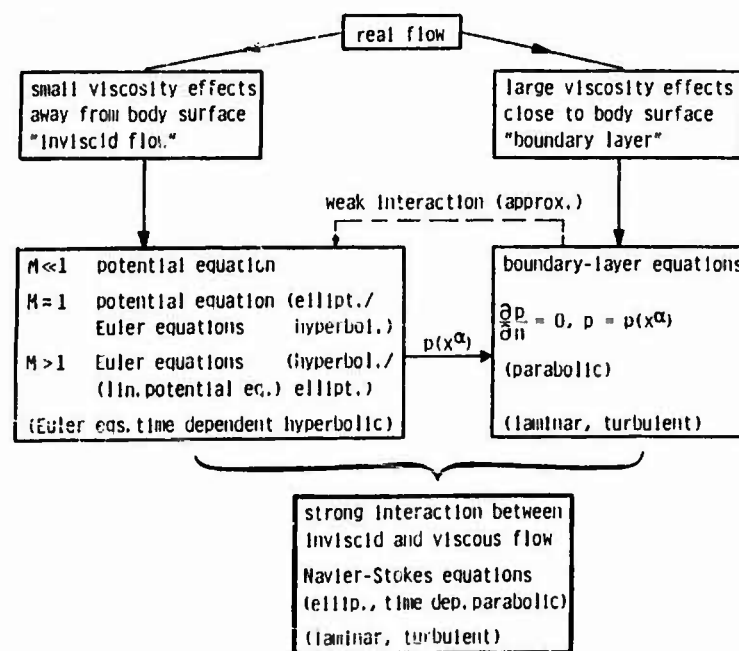 real flow
small viscosity effects
away from body surface
"inviscid flow"
large viscosity effects
close to body surface
"boundary layer"
weak interaction (approx.)
M≪1 potential equation
M≈1 potential equation (ellipt./
Euler equations hyperbol.)
M>1 Euler equations (hyperbol./
(lin. potential eq.) ellipt.)
(Euler eqs. time dependent hyperbolic)
p(xα)
boundary-layer equations
∂p/∂n = 0, p = p(xα)
(parabolic)
(laminar, turbulent)
strong interaction between
inviscid and viscous flow
Navier-Stokes equations
(ellip., time dep. parabolic)
(laminar, turbulent)